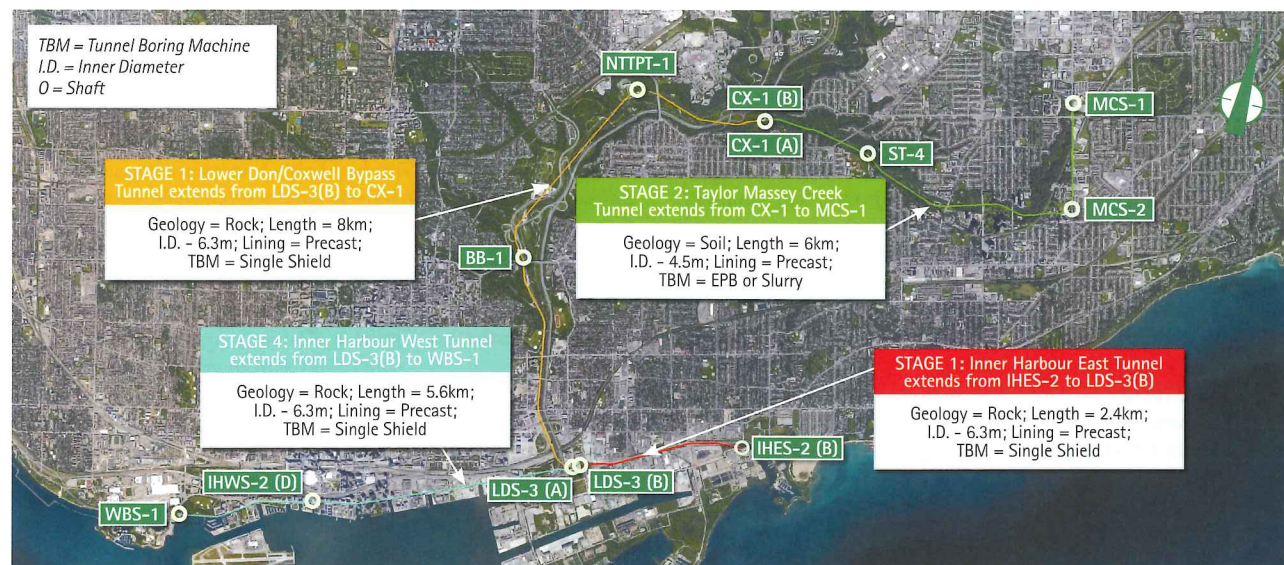 TBM = Tunnel Boring Machine
I.D. = Inner Diameter
O = Shaft
NTTPT-1
CX-1 (B)
MCS-1
CX-1 (A)
ST-4
STAGE 1: Lower Don/Coxwell Bypass
Tunnel extends from LDS-3(B) to CX-1
Geology = Rock; Length = 8km;
I.D. - 6.3m; Lining = Precast;
TBM = Single Shield
STAGE 2: Taylor Massey Creek
Tunnel extends from CX-1 to MCS-1
Geology = Soil; Length = 6km;
I.D. - 4.5m; Lining = Precast;
TBM = EPB or Slurry
MCS-2
BB-1
STAGE 4: Inner Harbour West Tunnel
extends from LDS-3(B) to WBS-1
Geology = Rock; Length = 5.6km;
I.D. - 6.3m; Lining = Precast;
TBM = Single Shield
STAGE 1: Inner Harbour East Tunnel
extends from IHES-2 to LDS-3(B)
Geology = Rock; Length = 2.4km;
I.D. - 6.3m; Lining = Precast;
TBM = Single Shield
IHES-2 (B)
IHWS-2 (D)
LDS-3 (A)
LDS-3 (B)
WBS-1